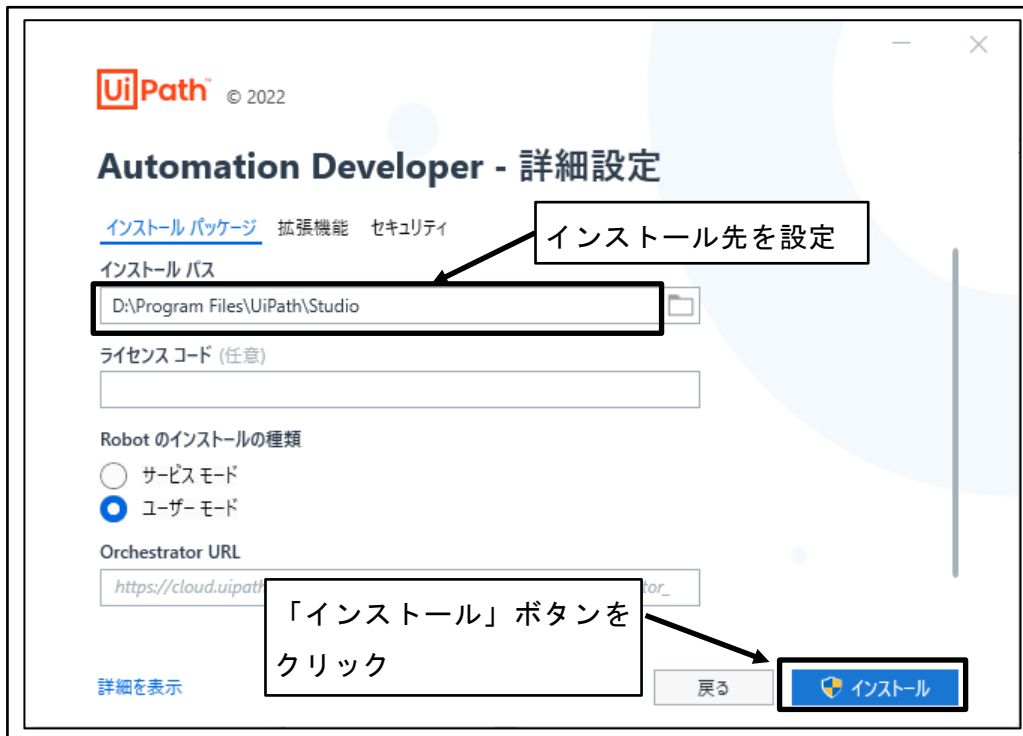 UiPath™ © 2022
Automation Developer - 詳細設定
インストール パッケージ 拡張機能 セキュリティ
インストール先を設定
インストール パス
D:\Program Files\UiPath\Studio
ライセンス コード (任意)
Robot のインストールの種類
サービス モード
ユーザー モード
Orchestrator URL
https://cloud.uipath tor_
「インストール」ボタンを
クリック
詳細を表示 戻る インストール